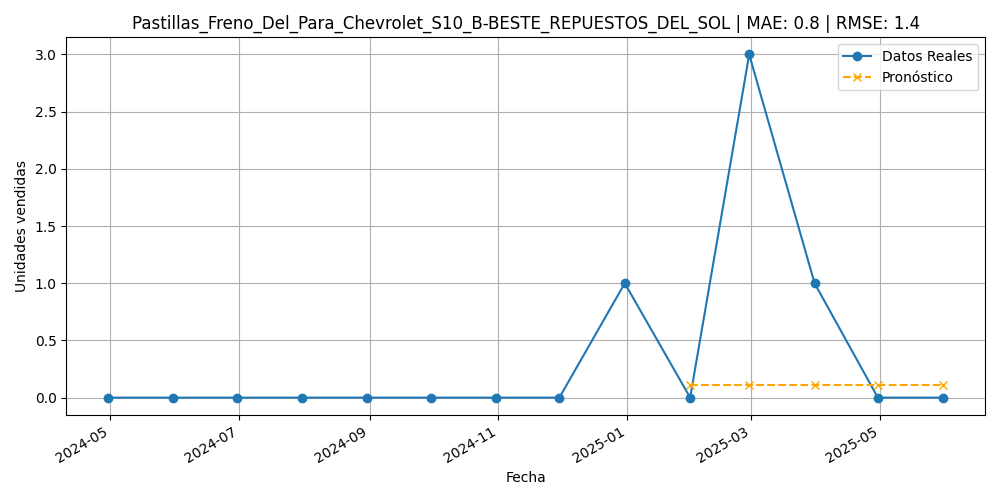 Pastillas_Freno_Del_Para_Chevrolet_S10_B-BESTE_REPUESTOS_DEL_SOL | MAE: 0.8 | RMSE: 1.4
Datos Reales
Pronóstico
Unidades vendidas
3.0
2.5
2.0
1.5
1.0
0.5
0.0
2024-05
2024-07
2024-09
2024-11
2025-01
2025-03
2025-05
Fecha